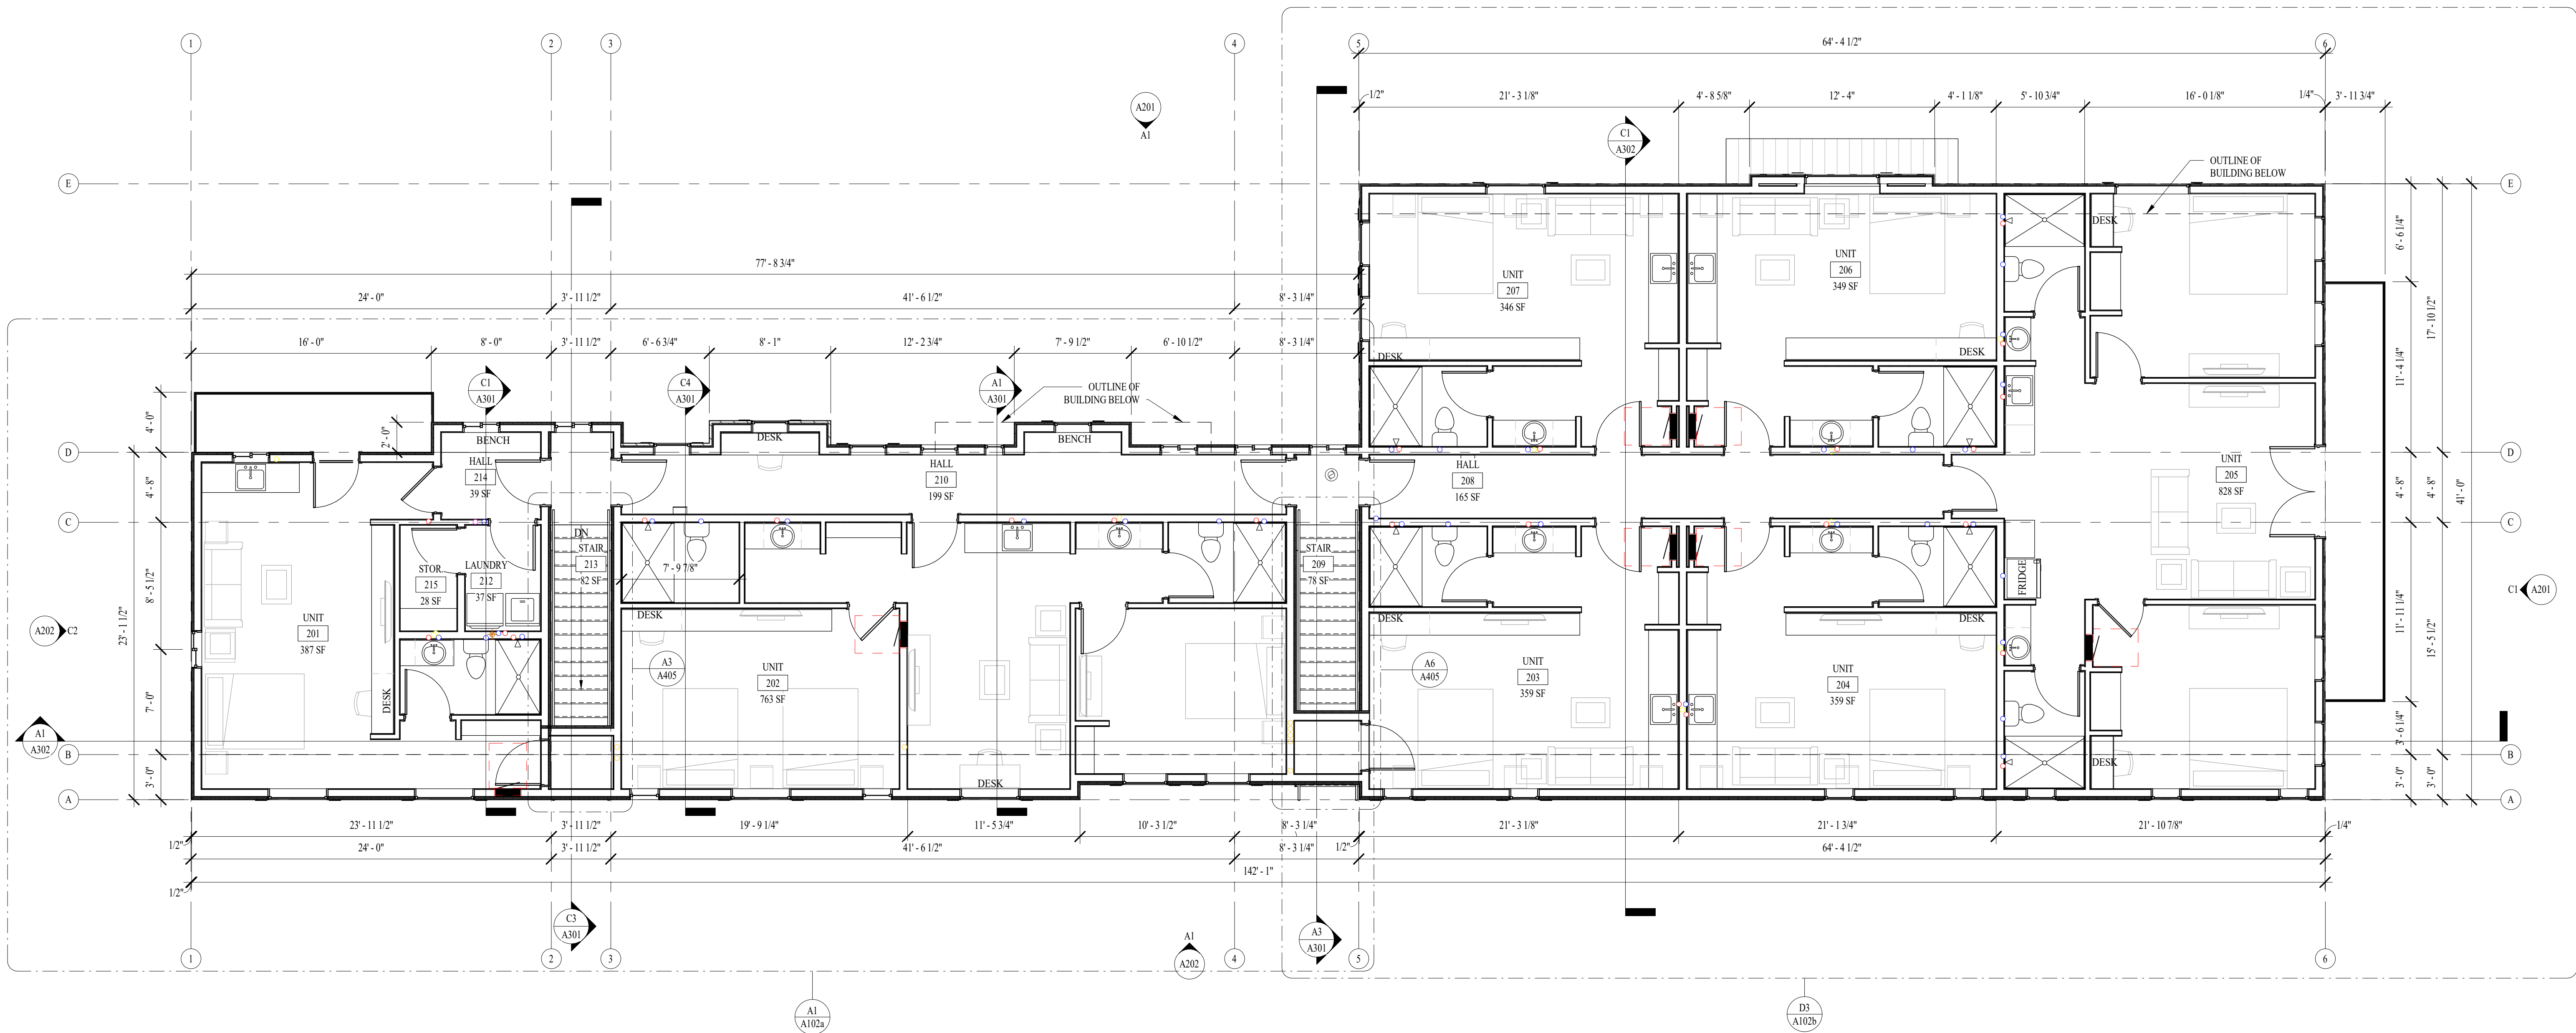 1
2
3
4
5
6
64' - 4 1/2"
1/2"
21' - 3 1/8"
4' - 8 5/8"
12' - 4"
4' - 1 1/8"
5' - 10 3/4"
16' - 0 1/8"
1/4"
3' - 11 3/4"
A201
A1
C1
A302
OUTLINE OF
BUILDING BELOW
E
E
77' - 8 3/4"
24' - 0"
3' - 11 1/2"
41' - 6 1/2"
8' - 3 1/4"
16' - 0"
8' - 0"
3' - 11 1/2"
6' - 6 3/4"
8' - 1"
12' - 2 3/4"
7' - 9 1/2"
6' - 10 1/2"
8' - 3 1/4"
C1
A301
C4
A301
A1
A301
OUTLINE OF
BUILDING BELOW
UNIT
207
346 SF
UNIT
206
349 SF
DESK
DESK
DESK
6' - 6 1/4"
17' - 10 1/2"
11' - 4 1/4"
41' - 0"
4' - 0"
2' - 0"
BENCH
DESK
BENCH
D
D
HALL
214
39 SF
HALL
210
199 SF
HALL
208
165 SF
UNIT
205
828 SF
4' - 8"
4' - 8"
4' - 8"
C
C
DN
STAIR
213
82 SF
STOR.
215
28 SF
LAUNDRY
212
37 SF
7' - 9 7/8"
STAIR
209
78 SF
FRIDGE
8' - 5 1/2"
23' - 1 1/2"
A202
C2
C1
A201
UNIT
201
387 SF
DESK
DESK
A3
A405
UNIT
202
763 SF
DESK
DESK
A6
A405
UNIT
203
359 SF
UNIT
204
359 SF
DESK
DESK
11' - 11 1/4"
15' - 5 1/2"
7' - 0"
A1
A302
3' - 6 1/4"
B
B
3' - 0"
3' - 0"
3' - 0"
A
A
23' - 11 1/2"
3' - 11 1/2"
19' - 9 1/4"
11' - 5 3/4"
10' - 3 1/2"
8' - 3 1/4"
21' - 3 1/8"
21' - 1 3/4"
21' - 10 7/8"
1/4"
1/2"
24' - 0"
3' - 11 1/2"
41' - 6 1/2"
8' - 3 1/4"
1/2"
64' - 4 1/2"
142' - 1"
1/2"
C3
A301
A3
A301
A1
A202
1
2
3
4
5
6
A1
A102a
D3
A102b